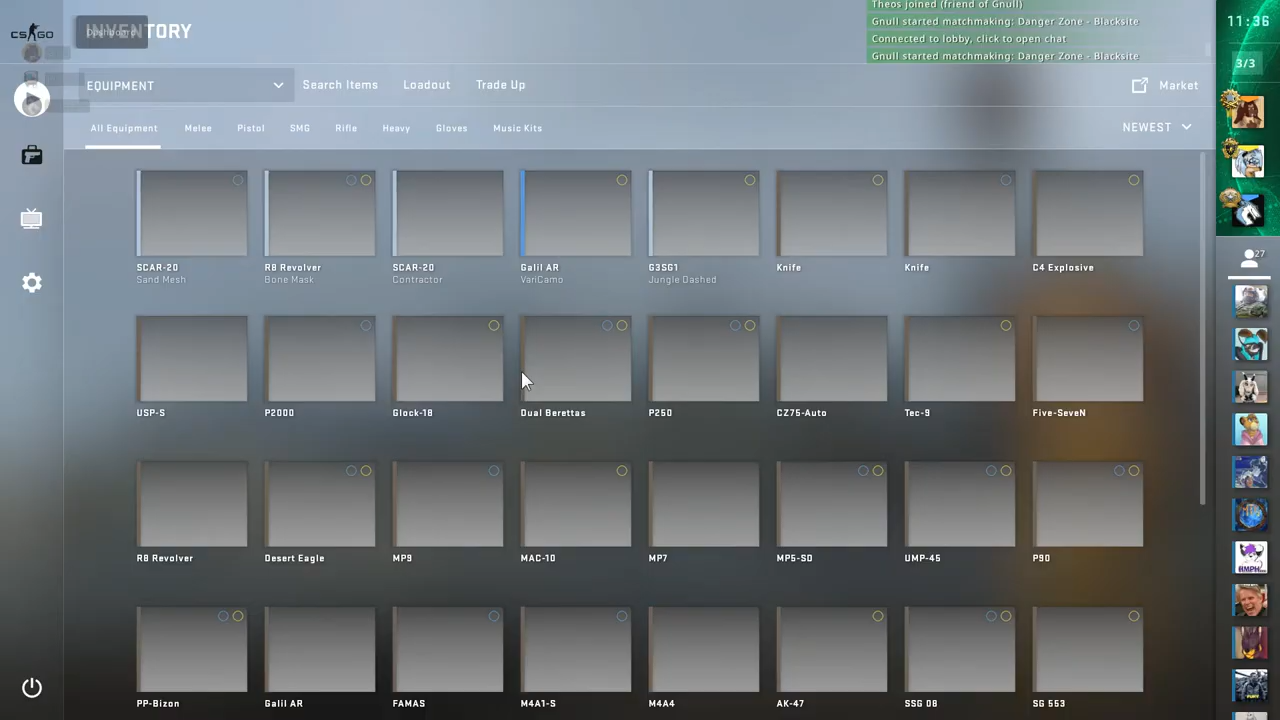 Theos joined (friend of Gnull)
Gnull started matchmaking: Danger Zone - Blacksite
Connected to lobby, click to open chat
Gnull started matchmaking: Danger Zone - Blacksite
11:36
CS:GO
Dashboard
INVENTORY
3/3
EQUIPMENT
Search Items
Loadout
Trade Up
Market
All Equipment
Melee
Pistol
SMG
Rifle
Heavy
Gloves
Music Kits
NEWEST
SCAR-20
Sand Mesh
R8 Revolver
Bone Mask
SCAR-20
Contractor
Galil AR
VariCamo
G3SG1
Jungle Dashed
Knife
Knife
C4 Explosive
27
USP-S
P2000
Glock-18
Dual Berettas
P250
CZ75-Auto
Tec-9
Five-SeveN
R8 Revolver
Desert Eagle
MP9
MAC-10
MP7
MP5-SD
UMP-45
P90
PP-Bizon
Galil AR
FAMAS
M4A1-S
M4A4
AK-47
SSG 08
SG 553